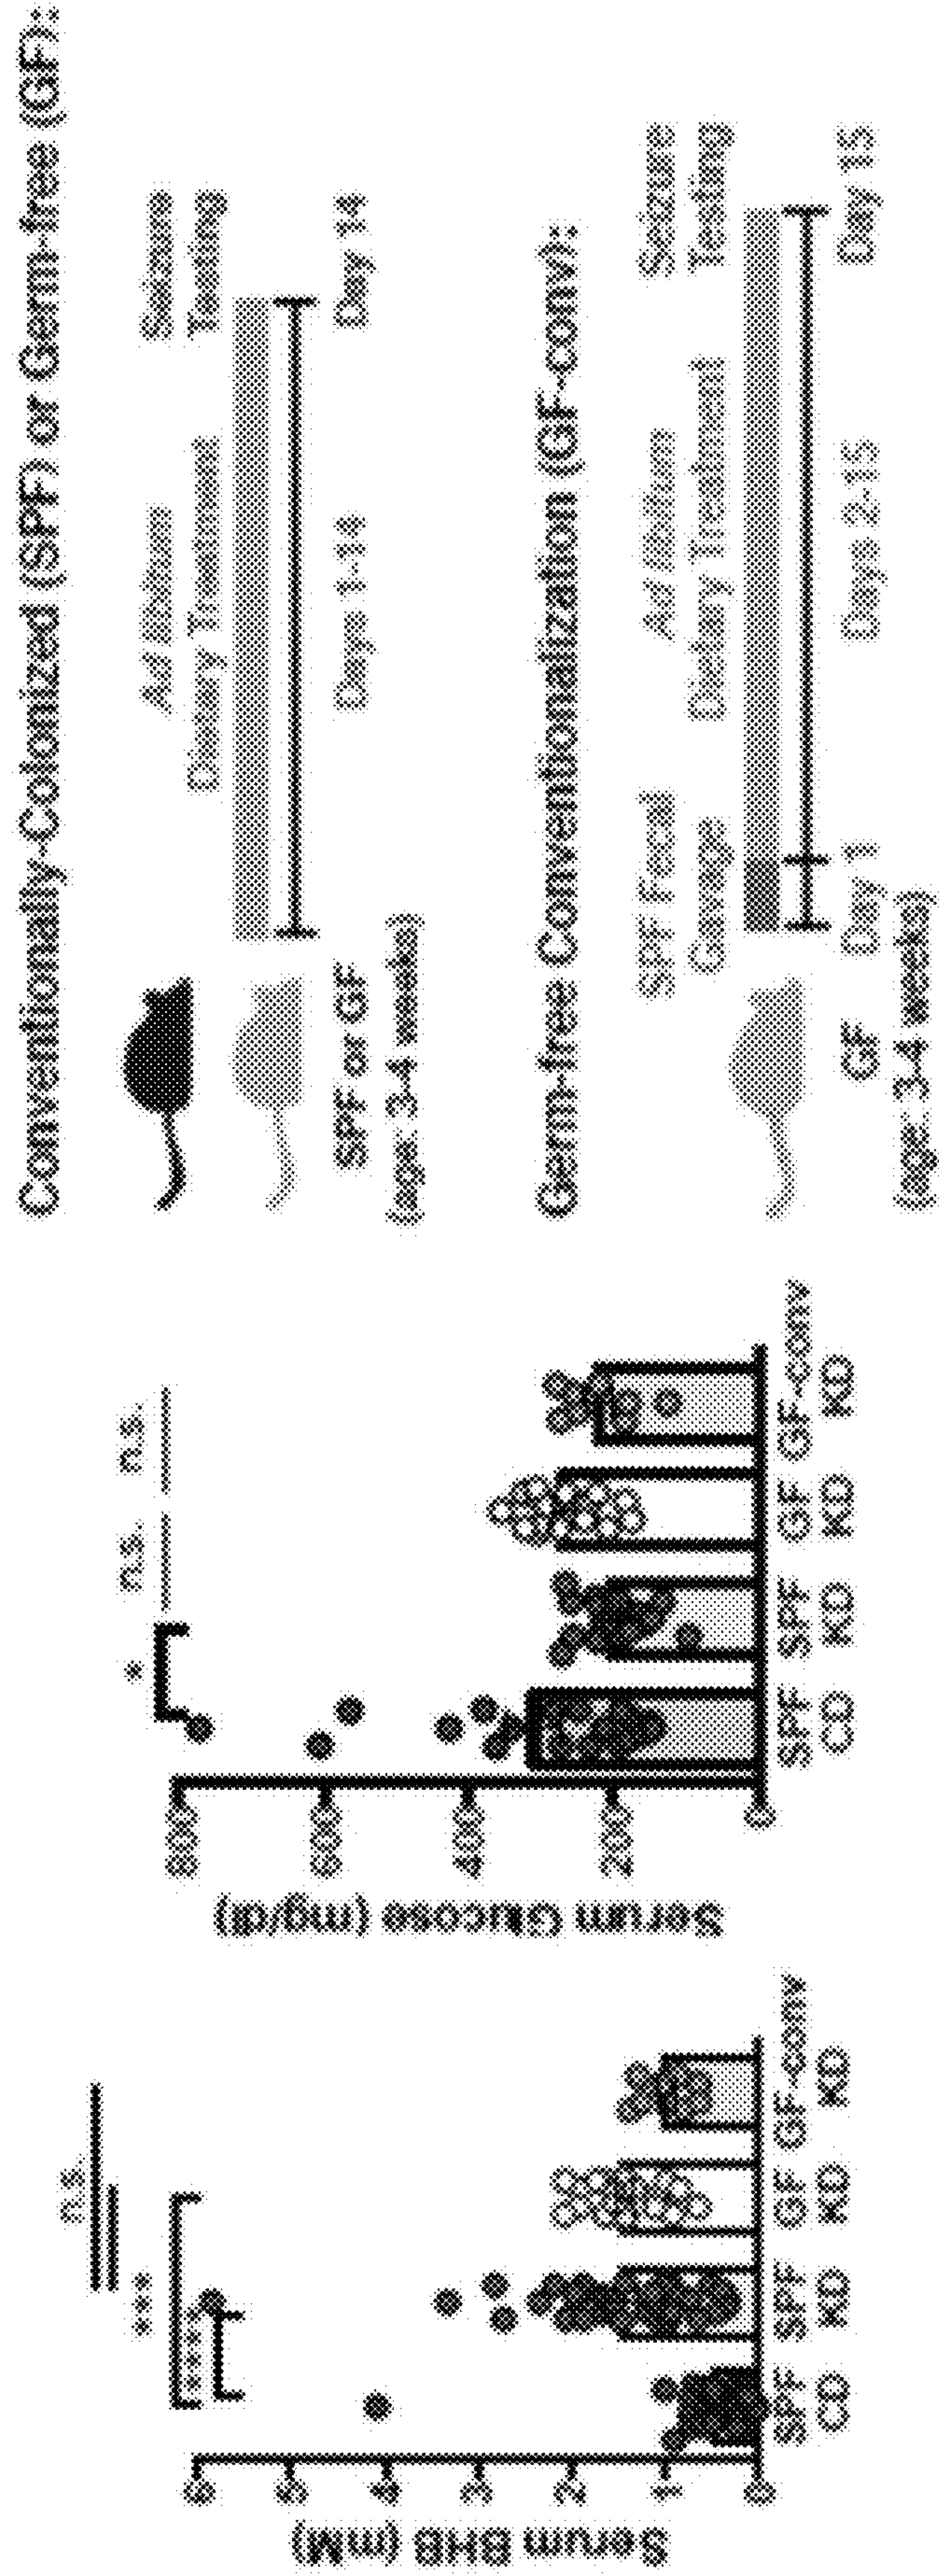 Serum BHB (mM)
6
5
4
3
2
1
0
n.s.
***
****
SPF SPF GF GF-conv
CD KD KD KD
Serum Glucose (mg/dl)
800
600
400
200
0
*
n.s.
n.s.
SPF SPF GF GF-conv
CD KD KD KD
Conventionally-Colonized (SPF) or Germ-free (GF):
Ad libitum
Dietary Treatment
Seizure
Testing
SPF or GF
(age: 3-4 weeks)
Days 1-14
Day 14
Germ-free Conventionalization (GF-conv):
SPF Fecal
Gavage
Ad libitum
Dietary Treatment
Seizure
Testing
GF
(age: 3-4 weeks)
Day 1
Days 2-15
Day 15